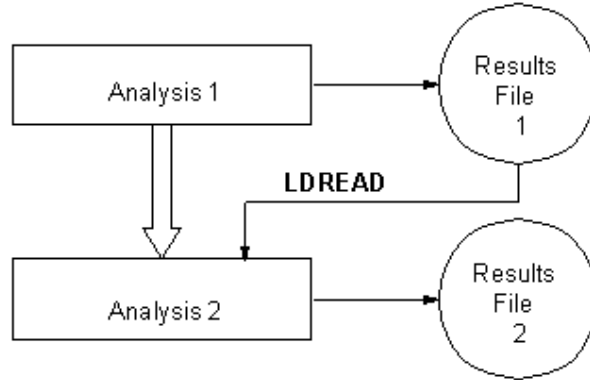 Analysis 1
Results
File
1
LDREAD
Analysis 2
Results
File
2